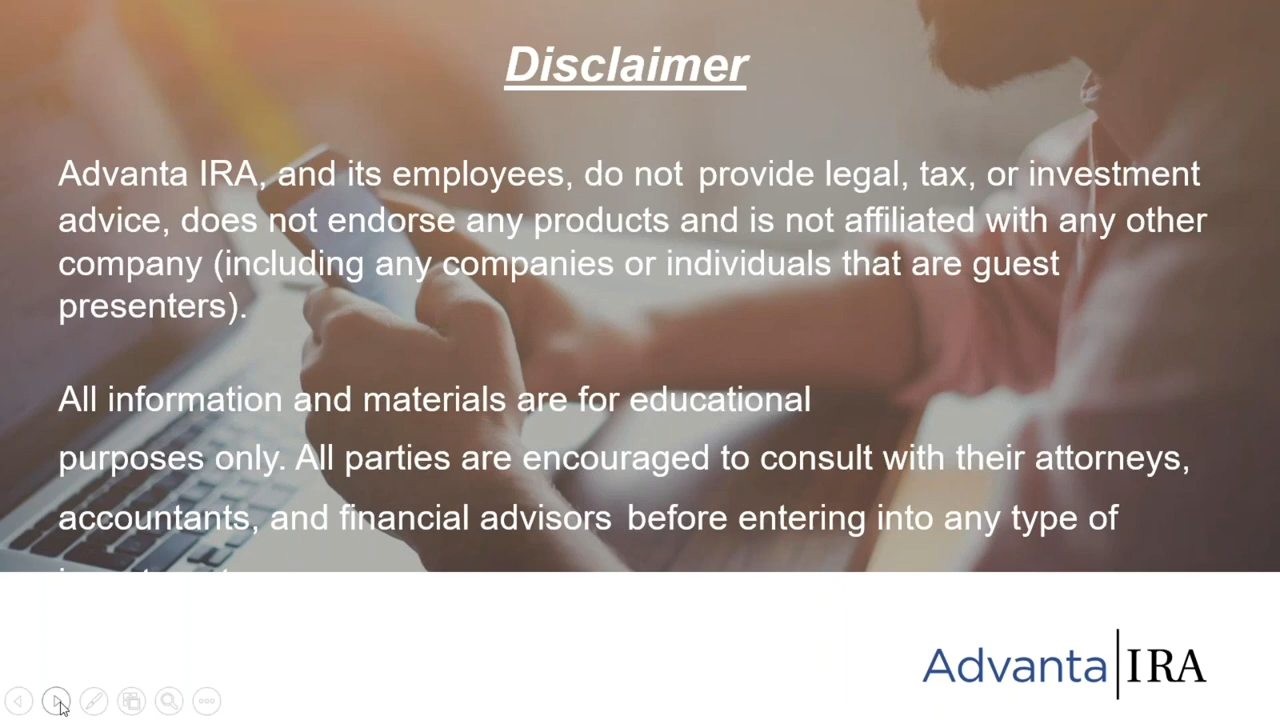 Disclaimer
Advanta IRA, and its employees, do not provide legal, tax, or investment
advice, does not endorse any products and is not affiliated with any other
company (including any companies or individuals that are guest
presenters).
All information and materials are for educational
purposes only. All parties are encouraged to consult with their attorneys,
accountants, and financial advisors before entering into any type of
Advanta IRA